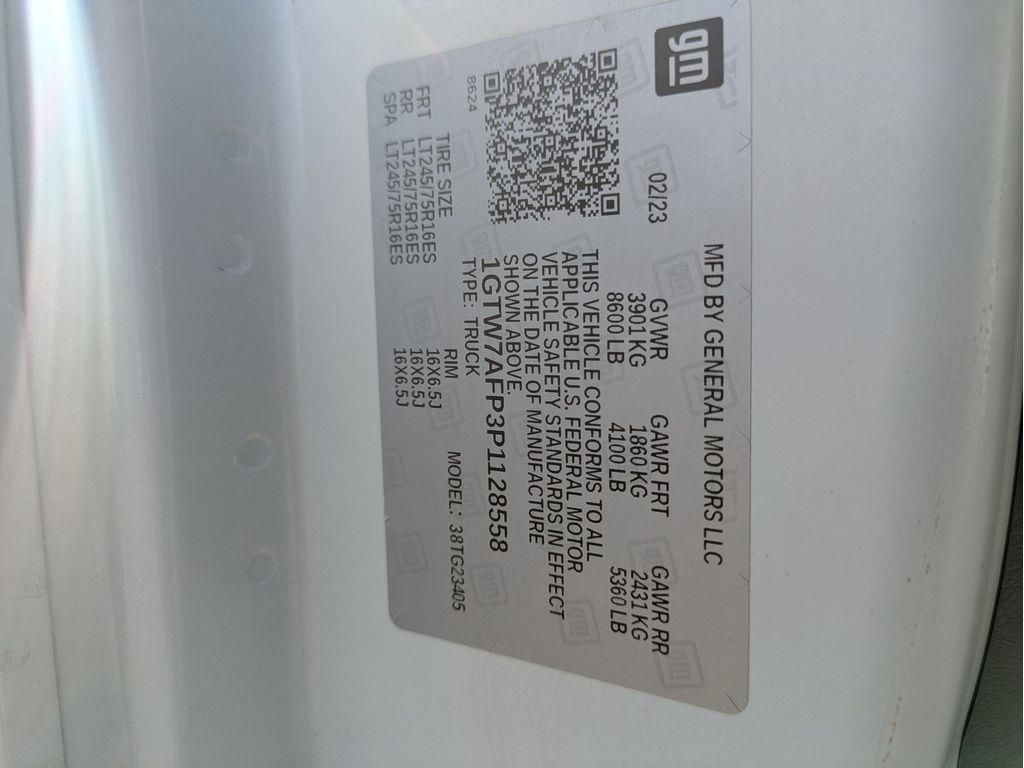 gm
MFD BY GENERAL MOTORS LLC
02/23 GVWR GAWR FRT GAWR RR
3901 KG 1860 KG 2431 KG
8600 LB 4100 LB 5360 LB
THIS VEHICLE CONFORMS TO ALL
APPLICABLE U.S. FEDERAL MOTOR
VEHICLE SAFETY STANDARDS IN EFFECT
ON THE DATE OF MANUFACTURE
SHOWN ABOVE.
1GTW7AFP3P1128558
8624 TYPE: TRUCK MODEL: 38TG23405
TIRE SIZE RIM
FRT LT245/75R16ES 16X6.5J
RR LT245/75R16ES 16X6.5J
SPA LT245/75R16ES 16X6.5J